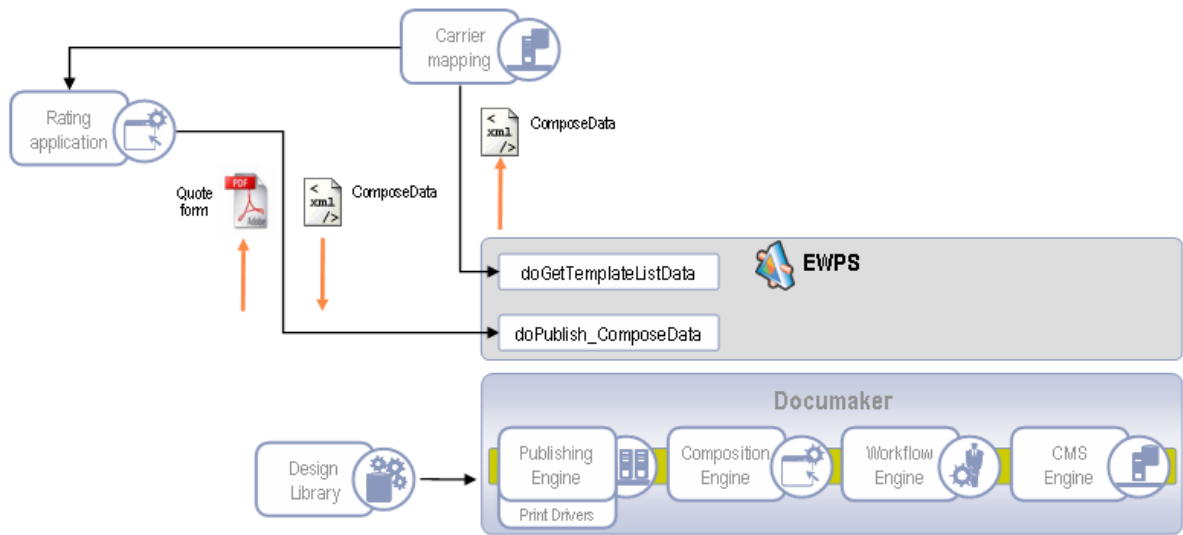 Carrier
mapping
Rating
application
< xml />
ComposeData
Quote
form
PDF
Adobe
< xml />
ComposeData
EWPS
doGetTemplateListData
doPublish_ComposeData
Documaker
Design
Library
Publishing
Engine
Print Drivers
Composition
Engine
Workflow
Engine
CMS
Engine